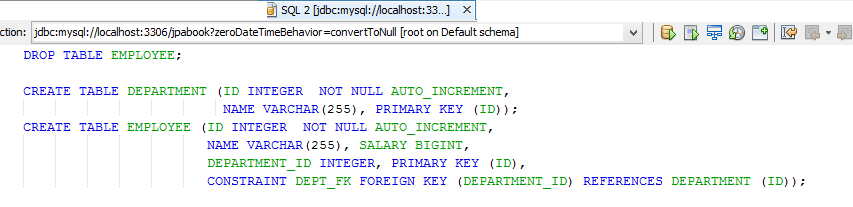 SQL 2 [jdbc:mysql://localhost:33...]
ction: jdbc:mysql://localhost:3306/jpabook?zeroDateTimeBehavior=convertToNull [root on Default schema]
DROP TABLE EMPLOYEE;
CREATE TABLE DEPARTMENT (ID INTEGER  NOT NULL AUTO_INCREMENT,
NAME VARCHAR(255), PRIMARY KEY (ID));
CREATE TABLE EMPLOYEE (ID INTEGER  NOT NULL AUTO_INCREMENT,
NAME VARCHAR(255), SALARY BIGINT,
DEPARTMENT_ID INTEGER, PRIMARY KEY (ID),
CONSTRAINT DEPT_FK FOREIGN KEY (DEPARTMENT_ID) REFERENCES DEPARTMENT (ID));